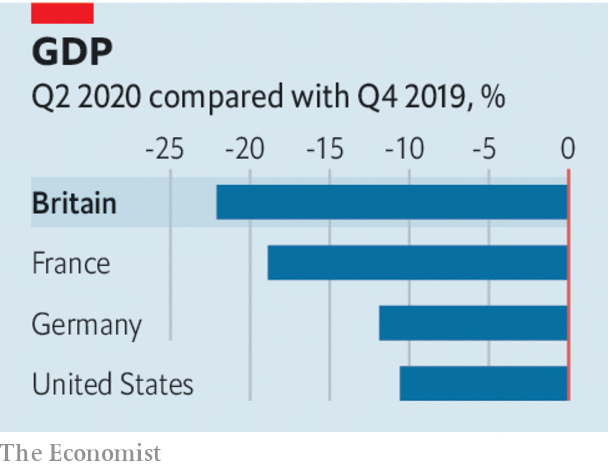 GDP
Q2 2020 compared with Q4 2019, %
-25 -20 -15 -10 -5 0
Britain
France
Germany
United States
The Economist